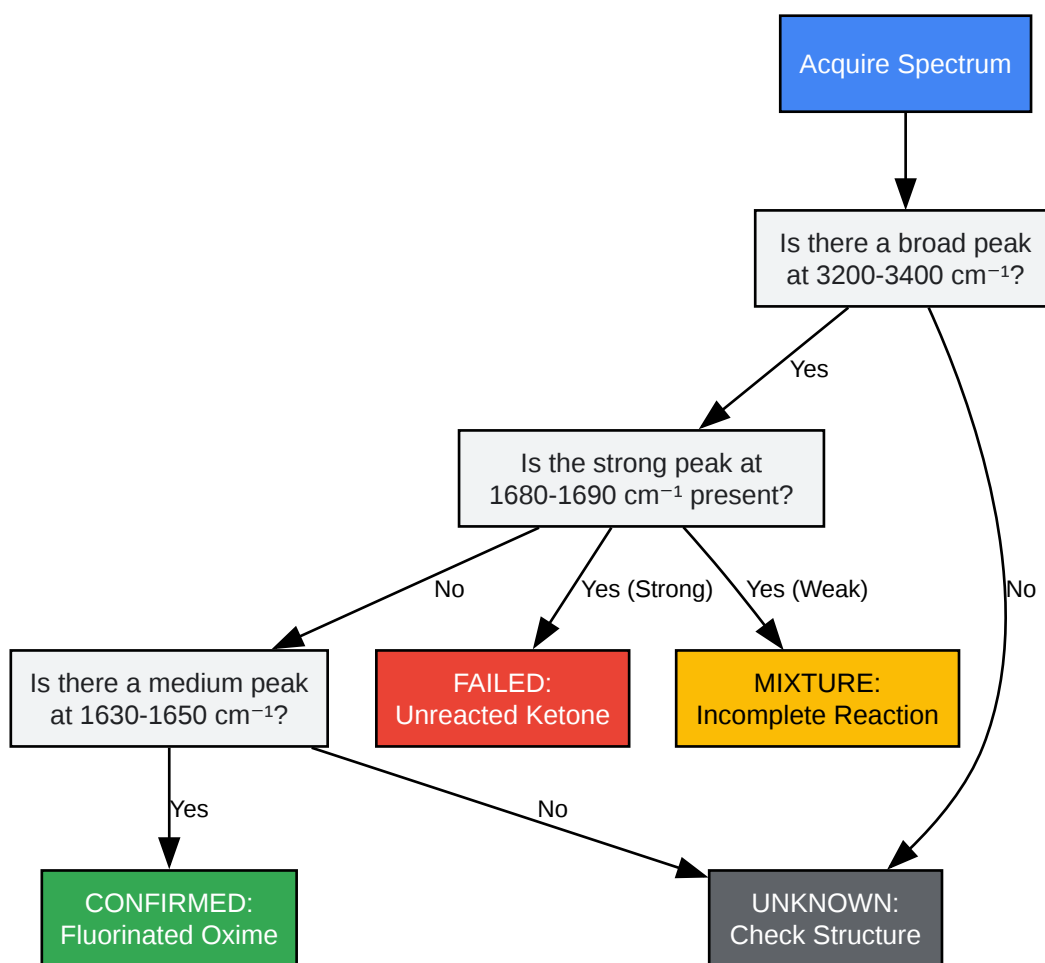 Acquire Spectrum
Is there a broad peak
at 3200-3400 cm⁻¹?
Yes
Is the strong peak at
1680-1690 cm⁻¹ present?
No
Yes (Strong)
Yes (Weak)
No
Is there a medium peak
at 1630-1650 cm⁻¹?
FAILED:
Unreacted Ketone
MIXTURE:
Incomplete Reaction
Yes
No
CONFIRMED:
Fluorinated Oxime
UNKNOWN:
Check Structure